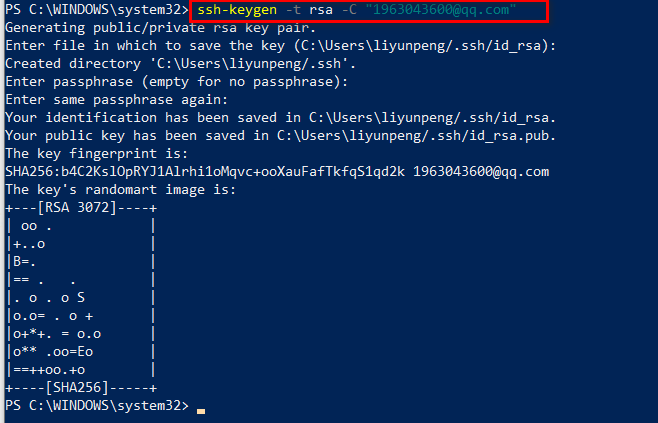 PS C:\WINDOWS\system32> ssh-keygen -t rsa -C "1963043600@qq.com"
Generating public/private rsa key pair.
Enter file in which to save the key (C:\Users\liyunpeng/.ssh/id_rsa):
Created directory 'C:\Users\liyunpeng/.ssh'.
Enter passphrase (empty for no passphrase):
Enter same passphrase again:
Your identification has been saved in C:\Users\liyunpeng/.ssh/id_rsa.
Your public key has been saved in C:\Users\liyunpeng/.ssh/id_rsa.pub.
The key fingerprint is:
SHA256:b4C2KslOpRYJ1Alrhi1oMqvc+ooXauFafTkfqS1qd2k 1963043600@qq.com
The key's randomart image is:
+---[RSA 3072]----+
| oo .            |
|+..o             |
|B=.              |
|== .   .         |
|. o . o S        |
|o.o= . o +       |
|o+*+. = o.o      |
|o** .oo=Eo       |
|==++oo.+o        |
+----[SHA256]-----+
PS C:\WINDOWS\system32>